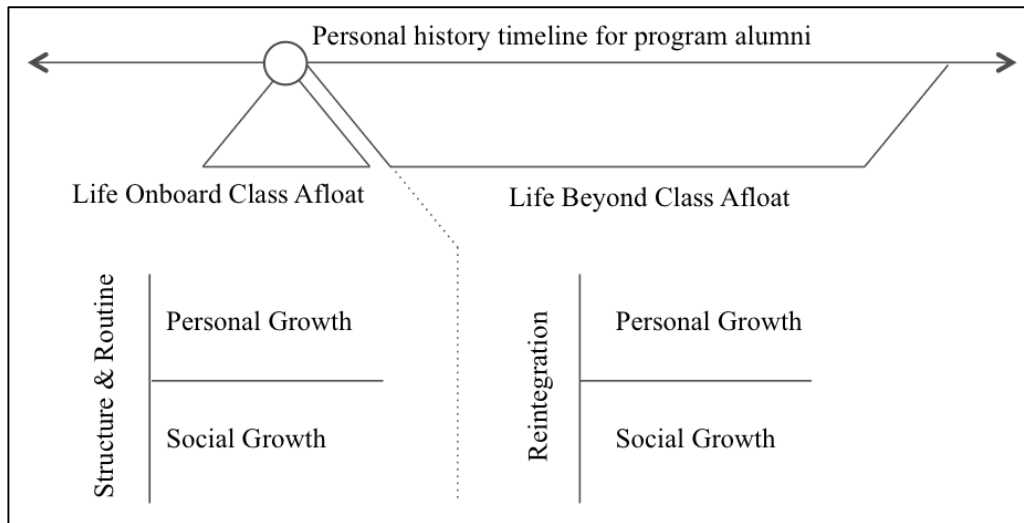 Personal history timeline for program alumni
Life Onboard Class Afloat
Life Beyond Class Afloat
Structure & Routine
Personal Growth
Social Growth
Reintegration
Personal Growth
Social Growth